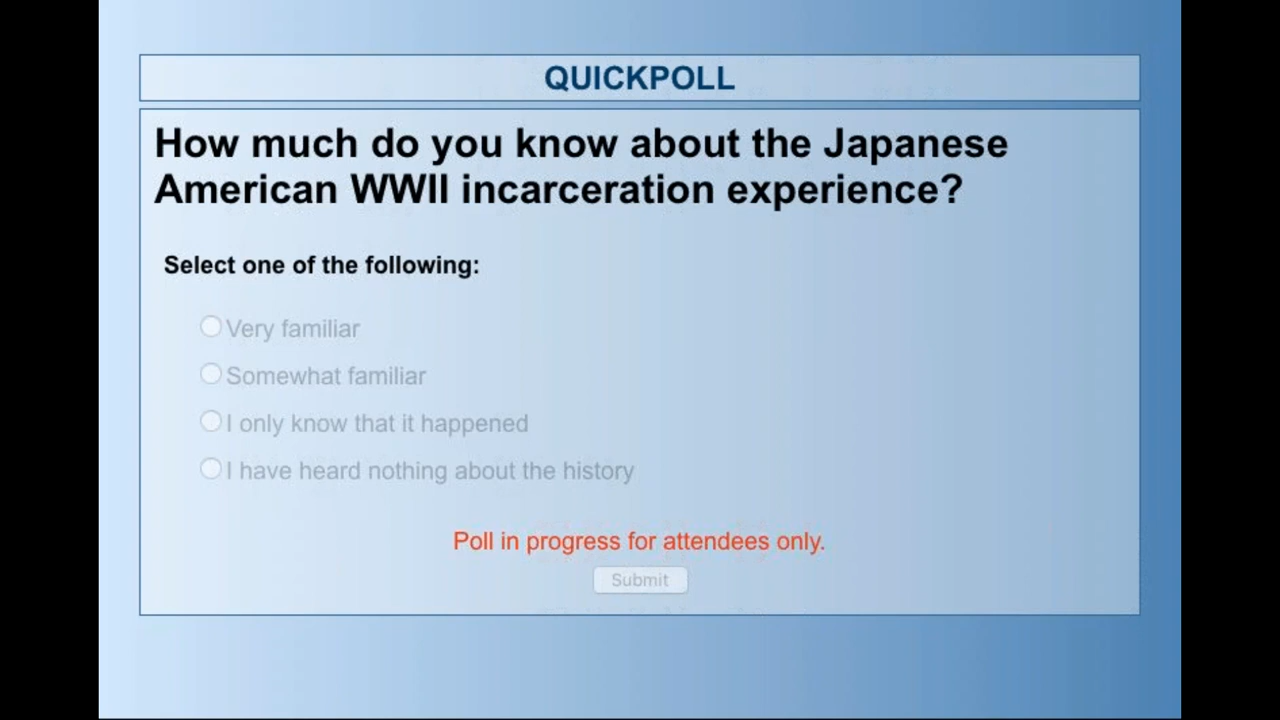 QUICKPOLL
How much do you know about the Japanese
American WWII incarceration experience?
Select one of the following:
Very familiar
Somewhat familiar
I only know that it happened
I have heard nothing about the history
Poll in progress for attendees only.
Submit